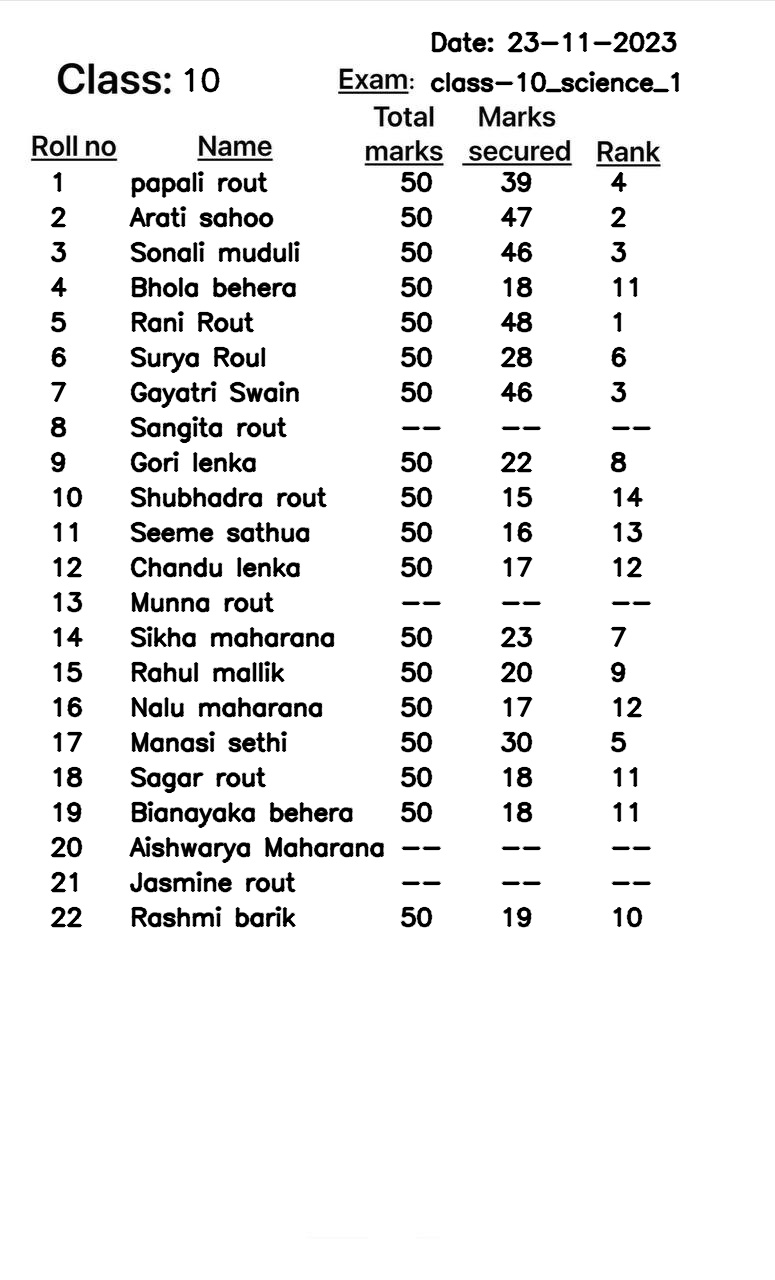 Date: 23-11-2023
Class: 10 Exam: class-10_science_1
Total Marks
Roll no Name marks secured Rank
1 papali rout 50 39 4
2 Arati sahoo 50 47 2
3 Sonali muduli 50 46 3
4 Bhola behera 50 18 11
5 Rani Rout 50 48 1
6 Surya Roul 50 28 6
7 Gayatri Swain 50 46 3
8 Sangita rout -- -- --
9 Gori lenka 50 22 8
10 Shubhadra rout 50 15 14
11 Seeme sathua 50 16 13
12 Chandu lenka 50 17 12
13 Munna rout -- -- --
14 Sikha maharana 50 23 7
15 Rahul mallik 50 20 9
16 Nalu maharana 50 17 12
17 Manasi sethi 50 30 5
18 Sagar rout 50 18 11
19 Bianayaka behera 50 18 11
20 Aishwarya Maharana -- -- --
21 Jasmine rout -- -- --
22 Rashmi barik 50 19 10